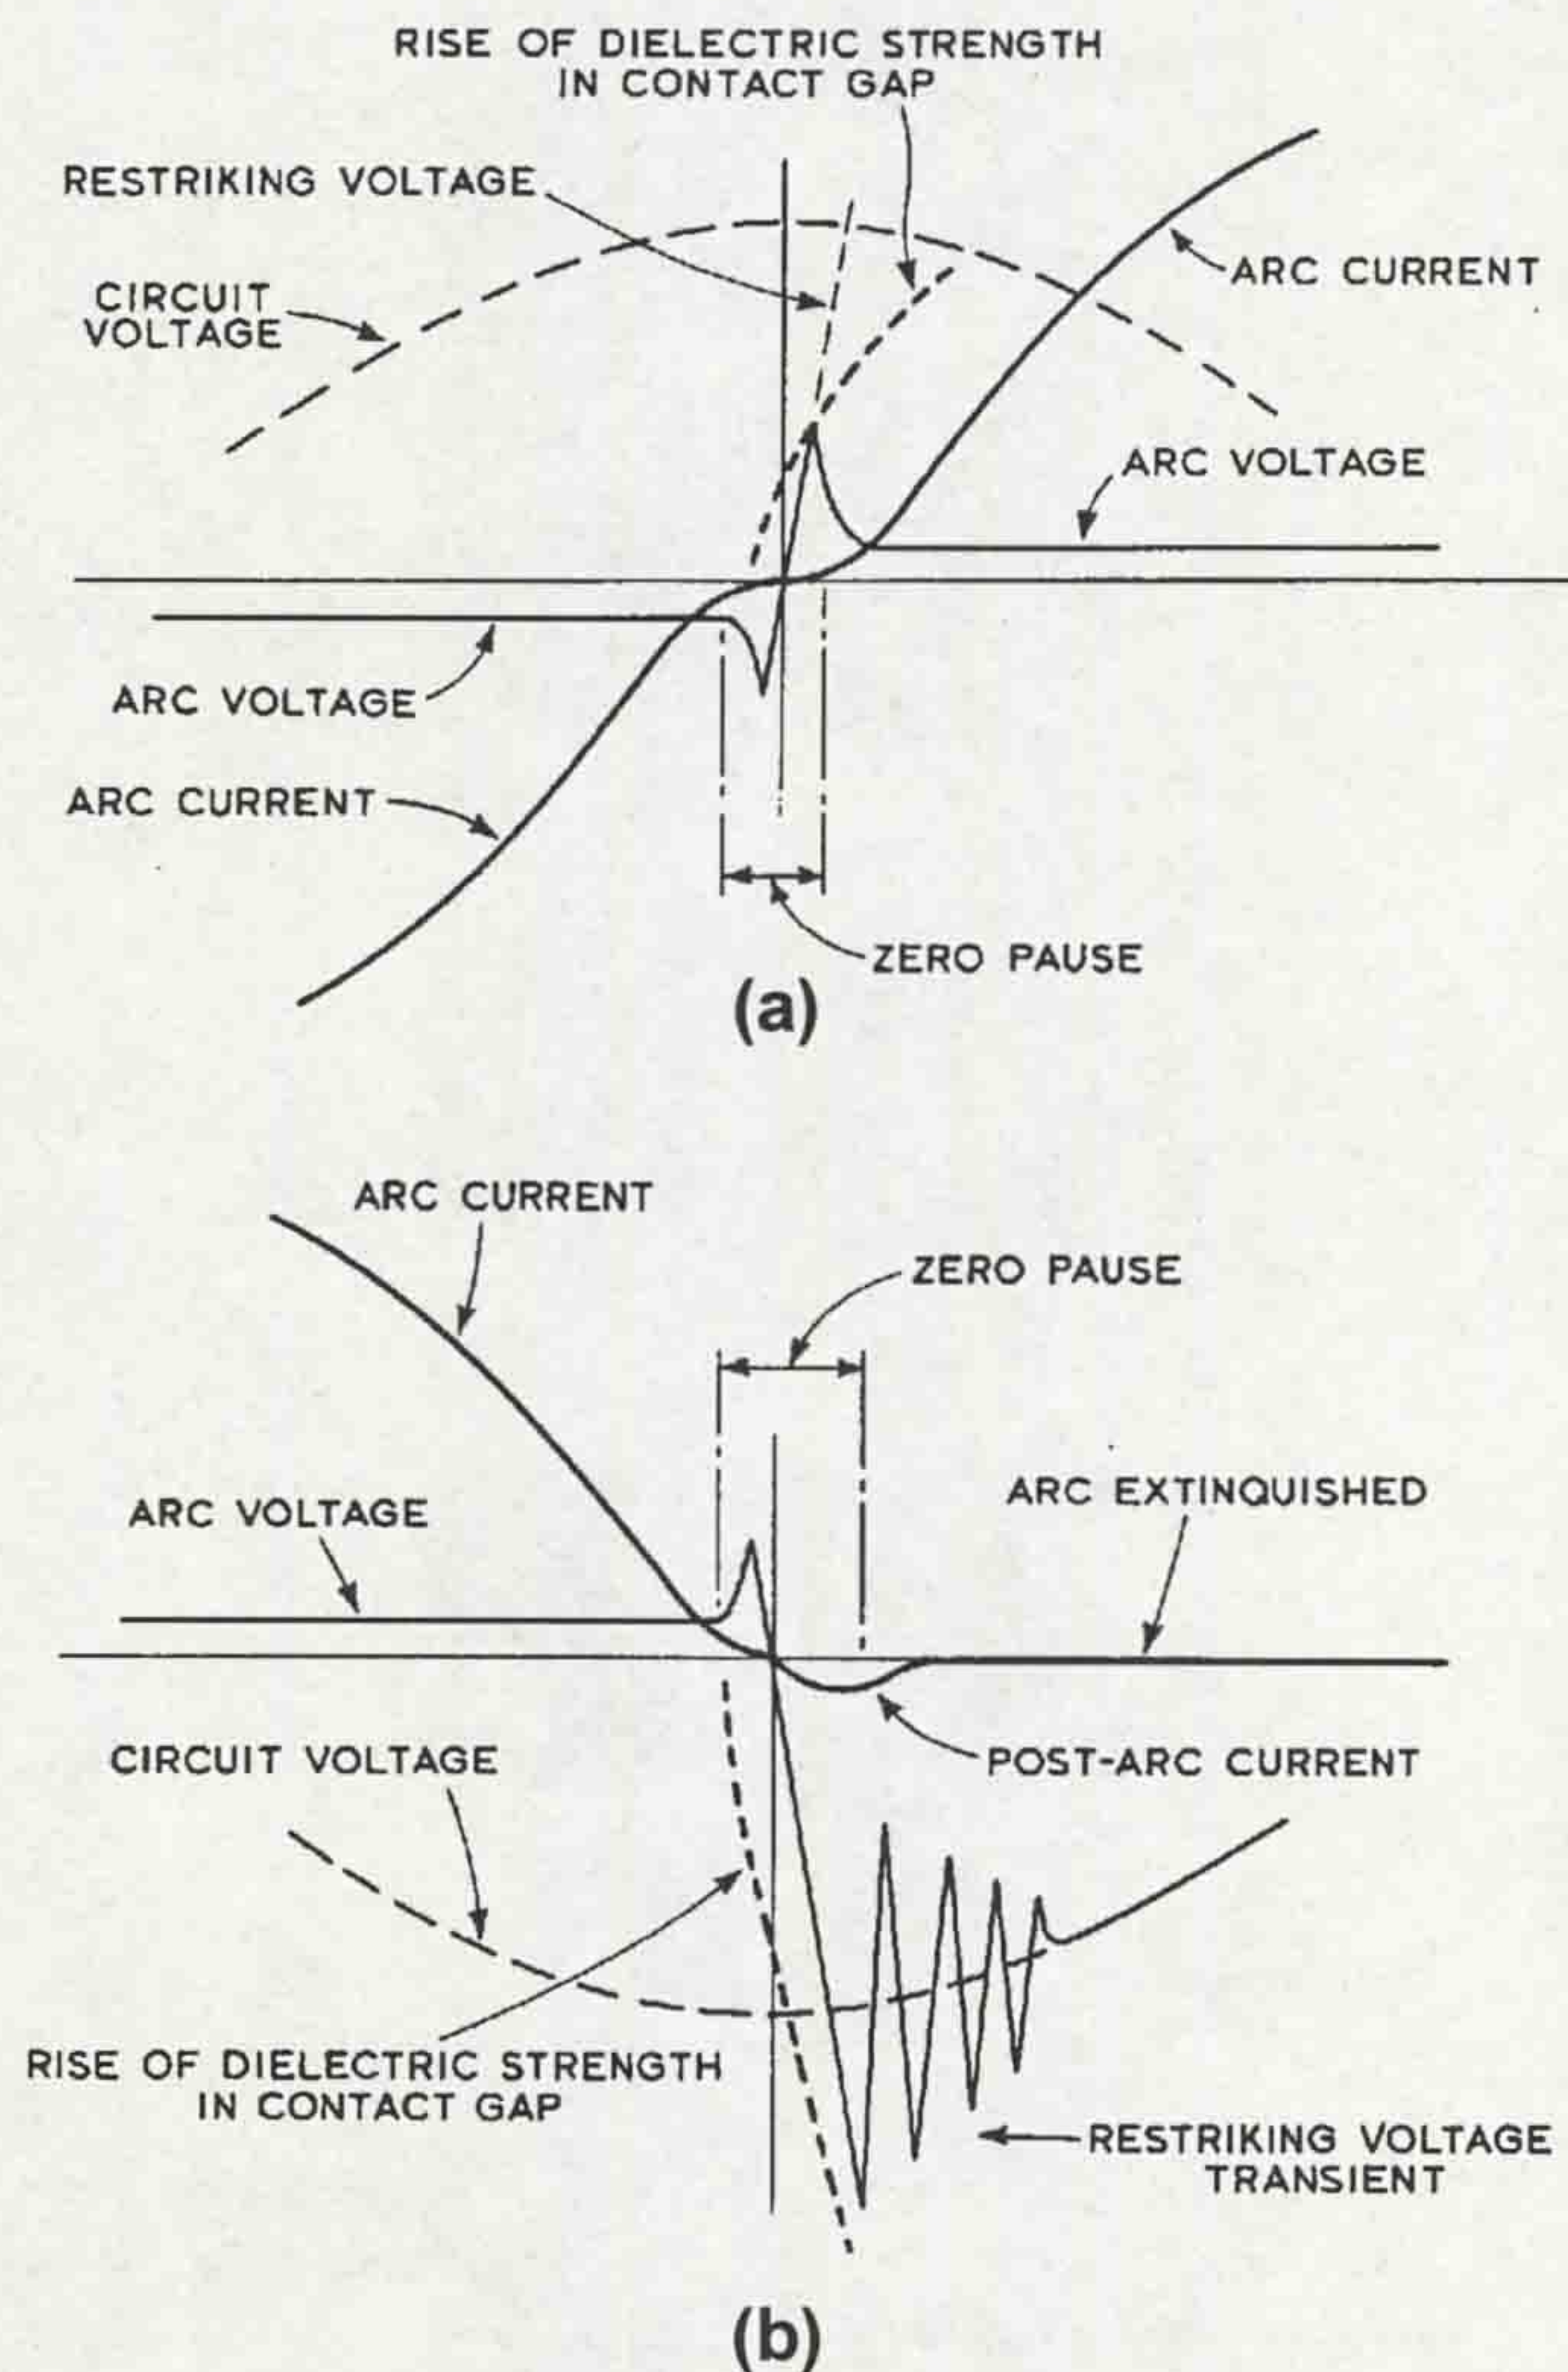 RISE OF DIELECTRIC STRENGTH
IN CONTACT GAP
RESTRIKING VOLTAGE
CIRCUIT
VOLTAGE
ARC CURRENT
ARC VOLTAGE
ARC VOLTAGE
ARC CURRENT
ZERO PAUSE
(a)
ARC CURRENT
ZERO PAUSE
ARC VOLTAGE
ARC EXTINQUISHED
CIRCUIT VOLTAGE
POST-ARC CURRENT
RISE OF DIELECTRIC STRENGTH
IN CONTACT GAP
RESTRIKING VOLTAGE
TRANSIENT
(b)